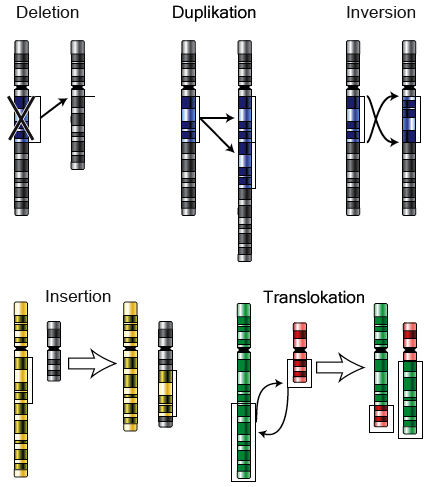 Deletion
Duplikation
Inversion
Insertion
Translokation